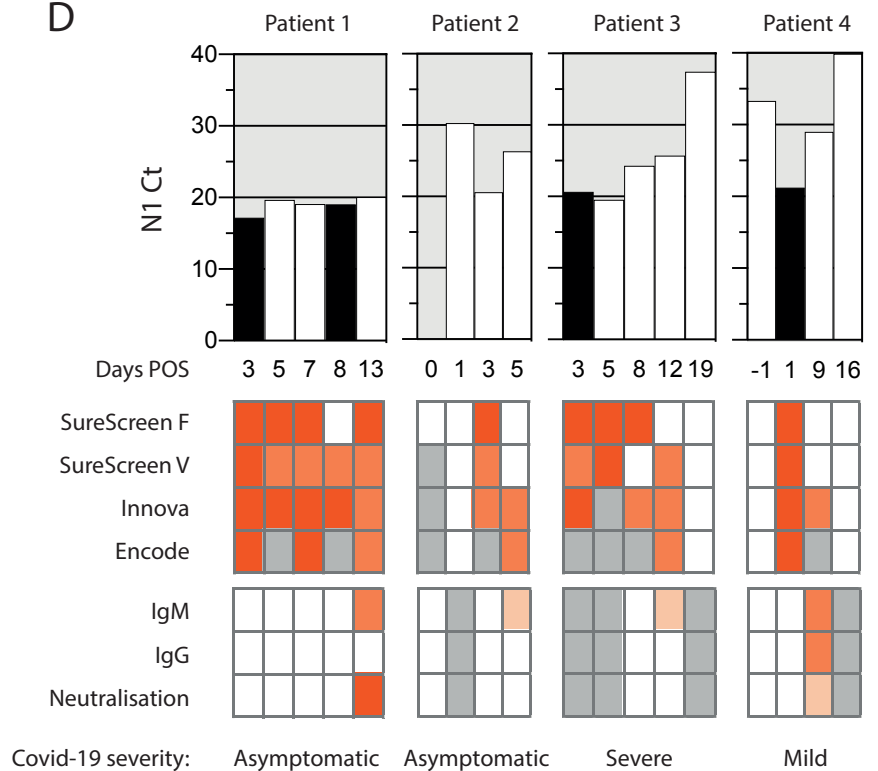 D
Patient 1 Patient 2 Patient 3 Patient 4
40
30
N1 Ct
20
10
0
Days POS 3 5 7 8 13 0 1 3 5 3 5 8 12 19 -1 1 9 16
SureScreen F
SureScreen V
Innova
Encode
IgM
IgG
Neutralisation
Covid-19 severity: Asymptomatic Asymptomatic Severe Mild